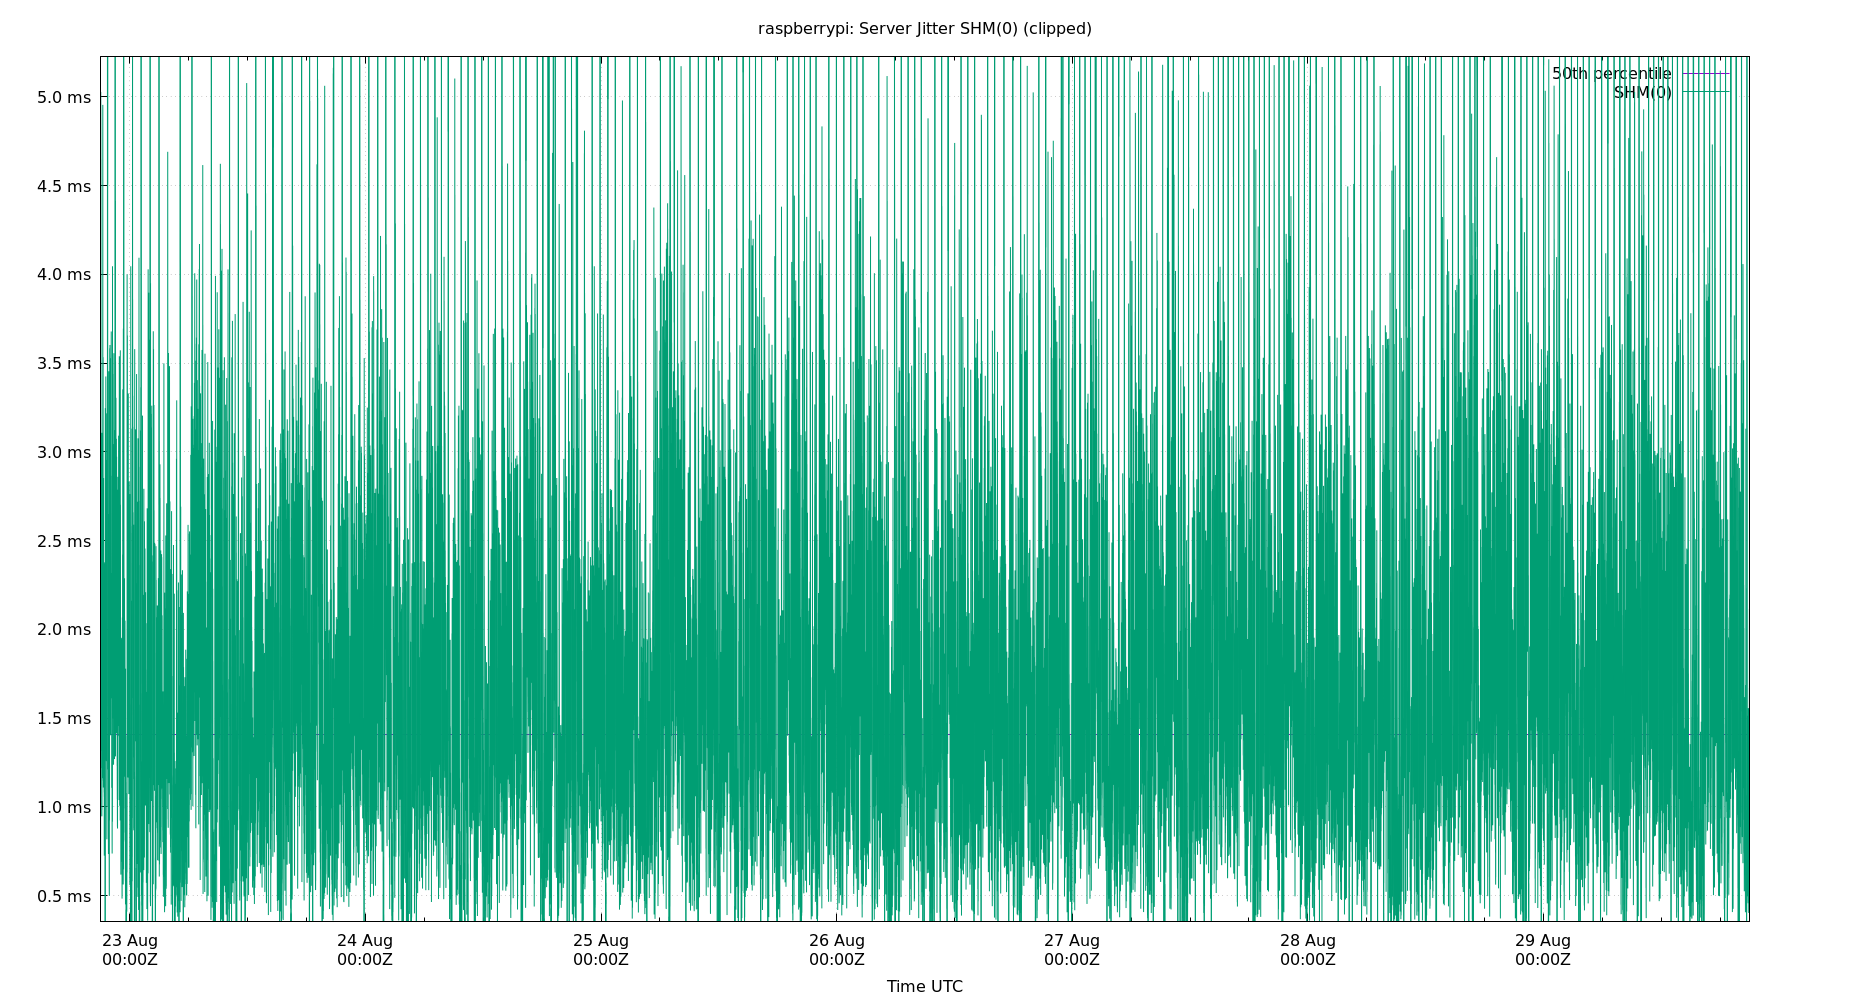 raspberrypi: Server Jitter SHM(0) (clipped)
50th percentile
SHM(0)
5.0 ms
4.5 ms
4.0 ms
3.5 ms
3.0 ms
2.5 ms
2.0 ms
1.5 ms
1.0 ms
0.5 ms
23 Aug 24 Aug 25 Aug 26 Aug 27 Aug 28 Aug 29 Aug
00:00Z 00:00Z 00:00Z 00:00Z 00:00Z 00:00Z 00:00Z
Time UTC